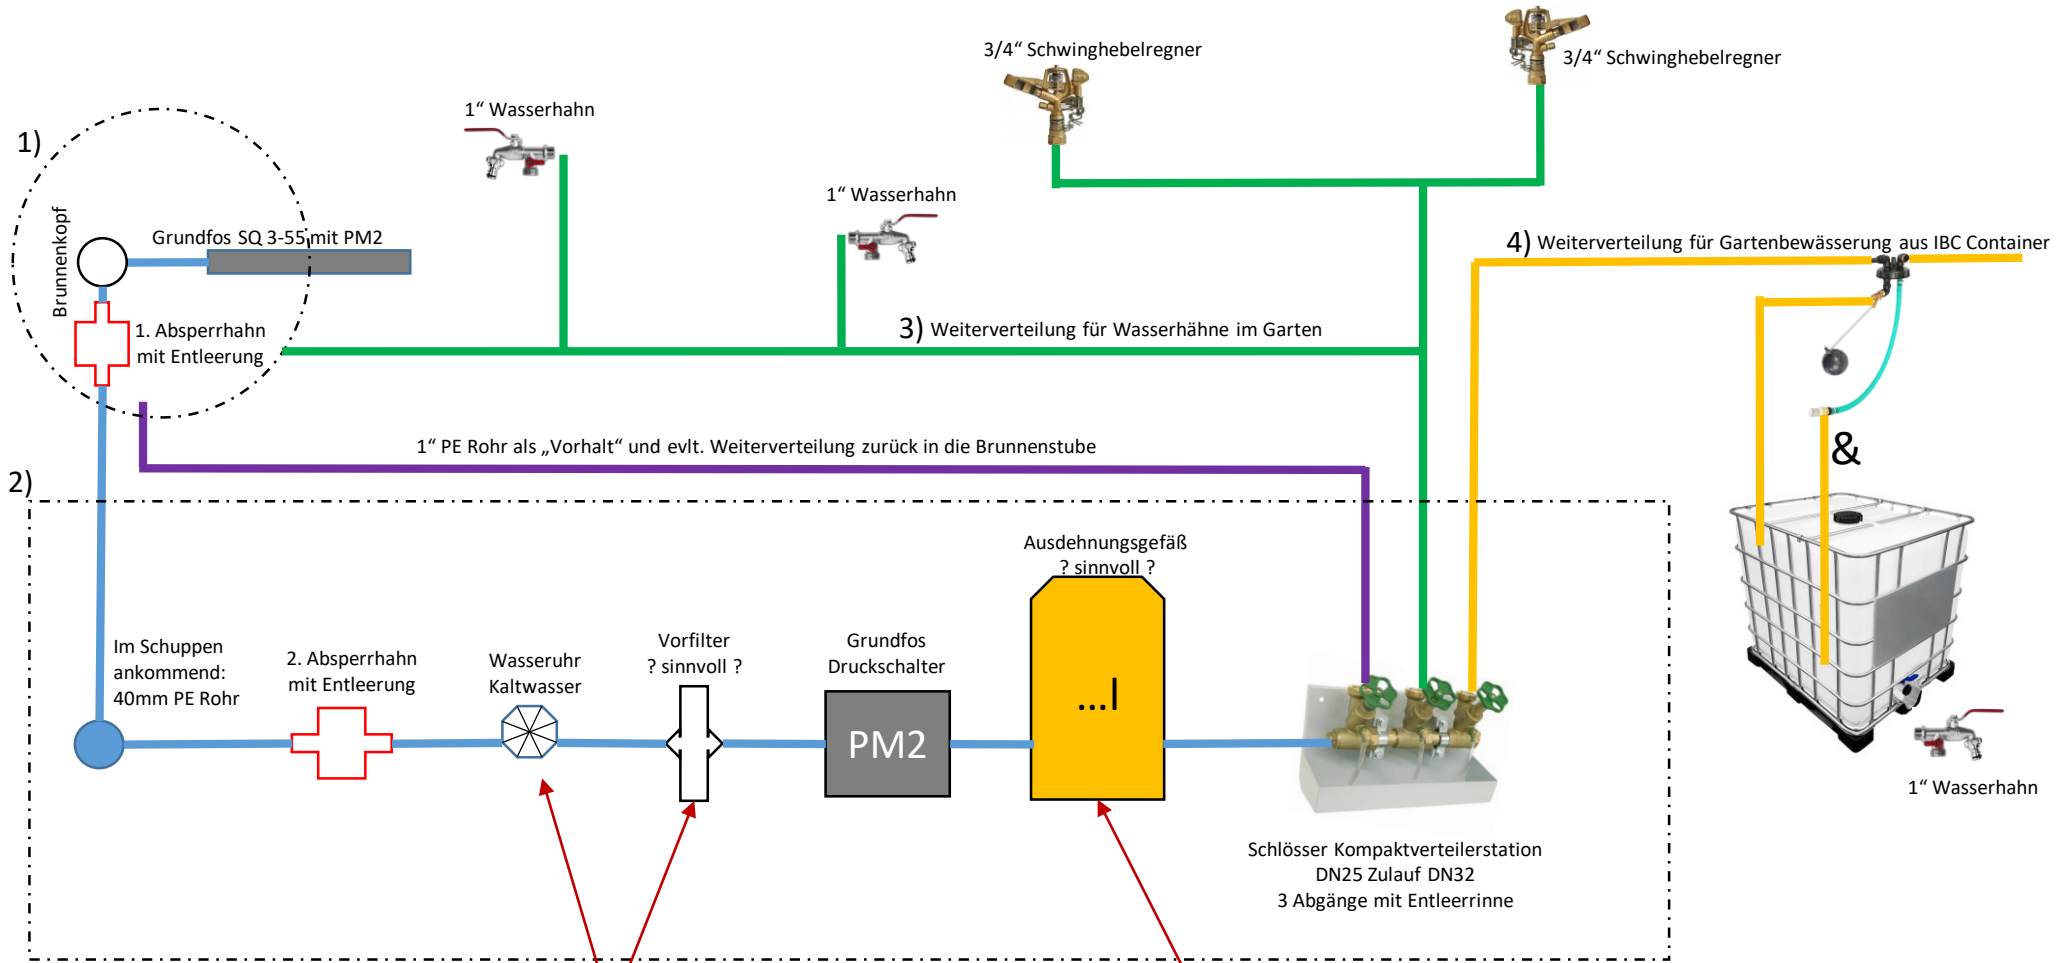 3/4“ Schwinghebelregner
3/4“ Schwinghebelregner
1“ Wasserhahn
1)
1“ Wasserhahn
Brunnenkopf
Grundfos SQ 3-55 mit PM2
4) Weiterverteilung für Gartenbewässerung aus IBC Container
1. Absperrhahn
mit Entleerung
3) Weiterverteilung für Wasserhähne im Garten
1“ PE Rohr als „Vorhalt“ und evlt. Weiterverteilung zurück in die Brunnenstube
&
2)
Ausdehnungsgefäß
? sinnvoll ?
Im Schuppen
ankommend:
40mm PE Rohr
2. Absperrhahn
mit Entleerung
Wasseruhr
Kaltwasser
Vorfilter
? sinnvoll ?
Grundfos
Druckschalter
...l
PM2
1“ Wasserhahn
Schlösser Kompaktverteilerstation
DN25 Zulauf DN32
3 Abgänge mit Entleerrinne